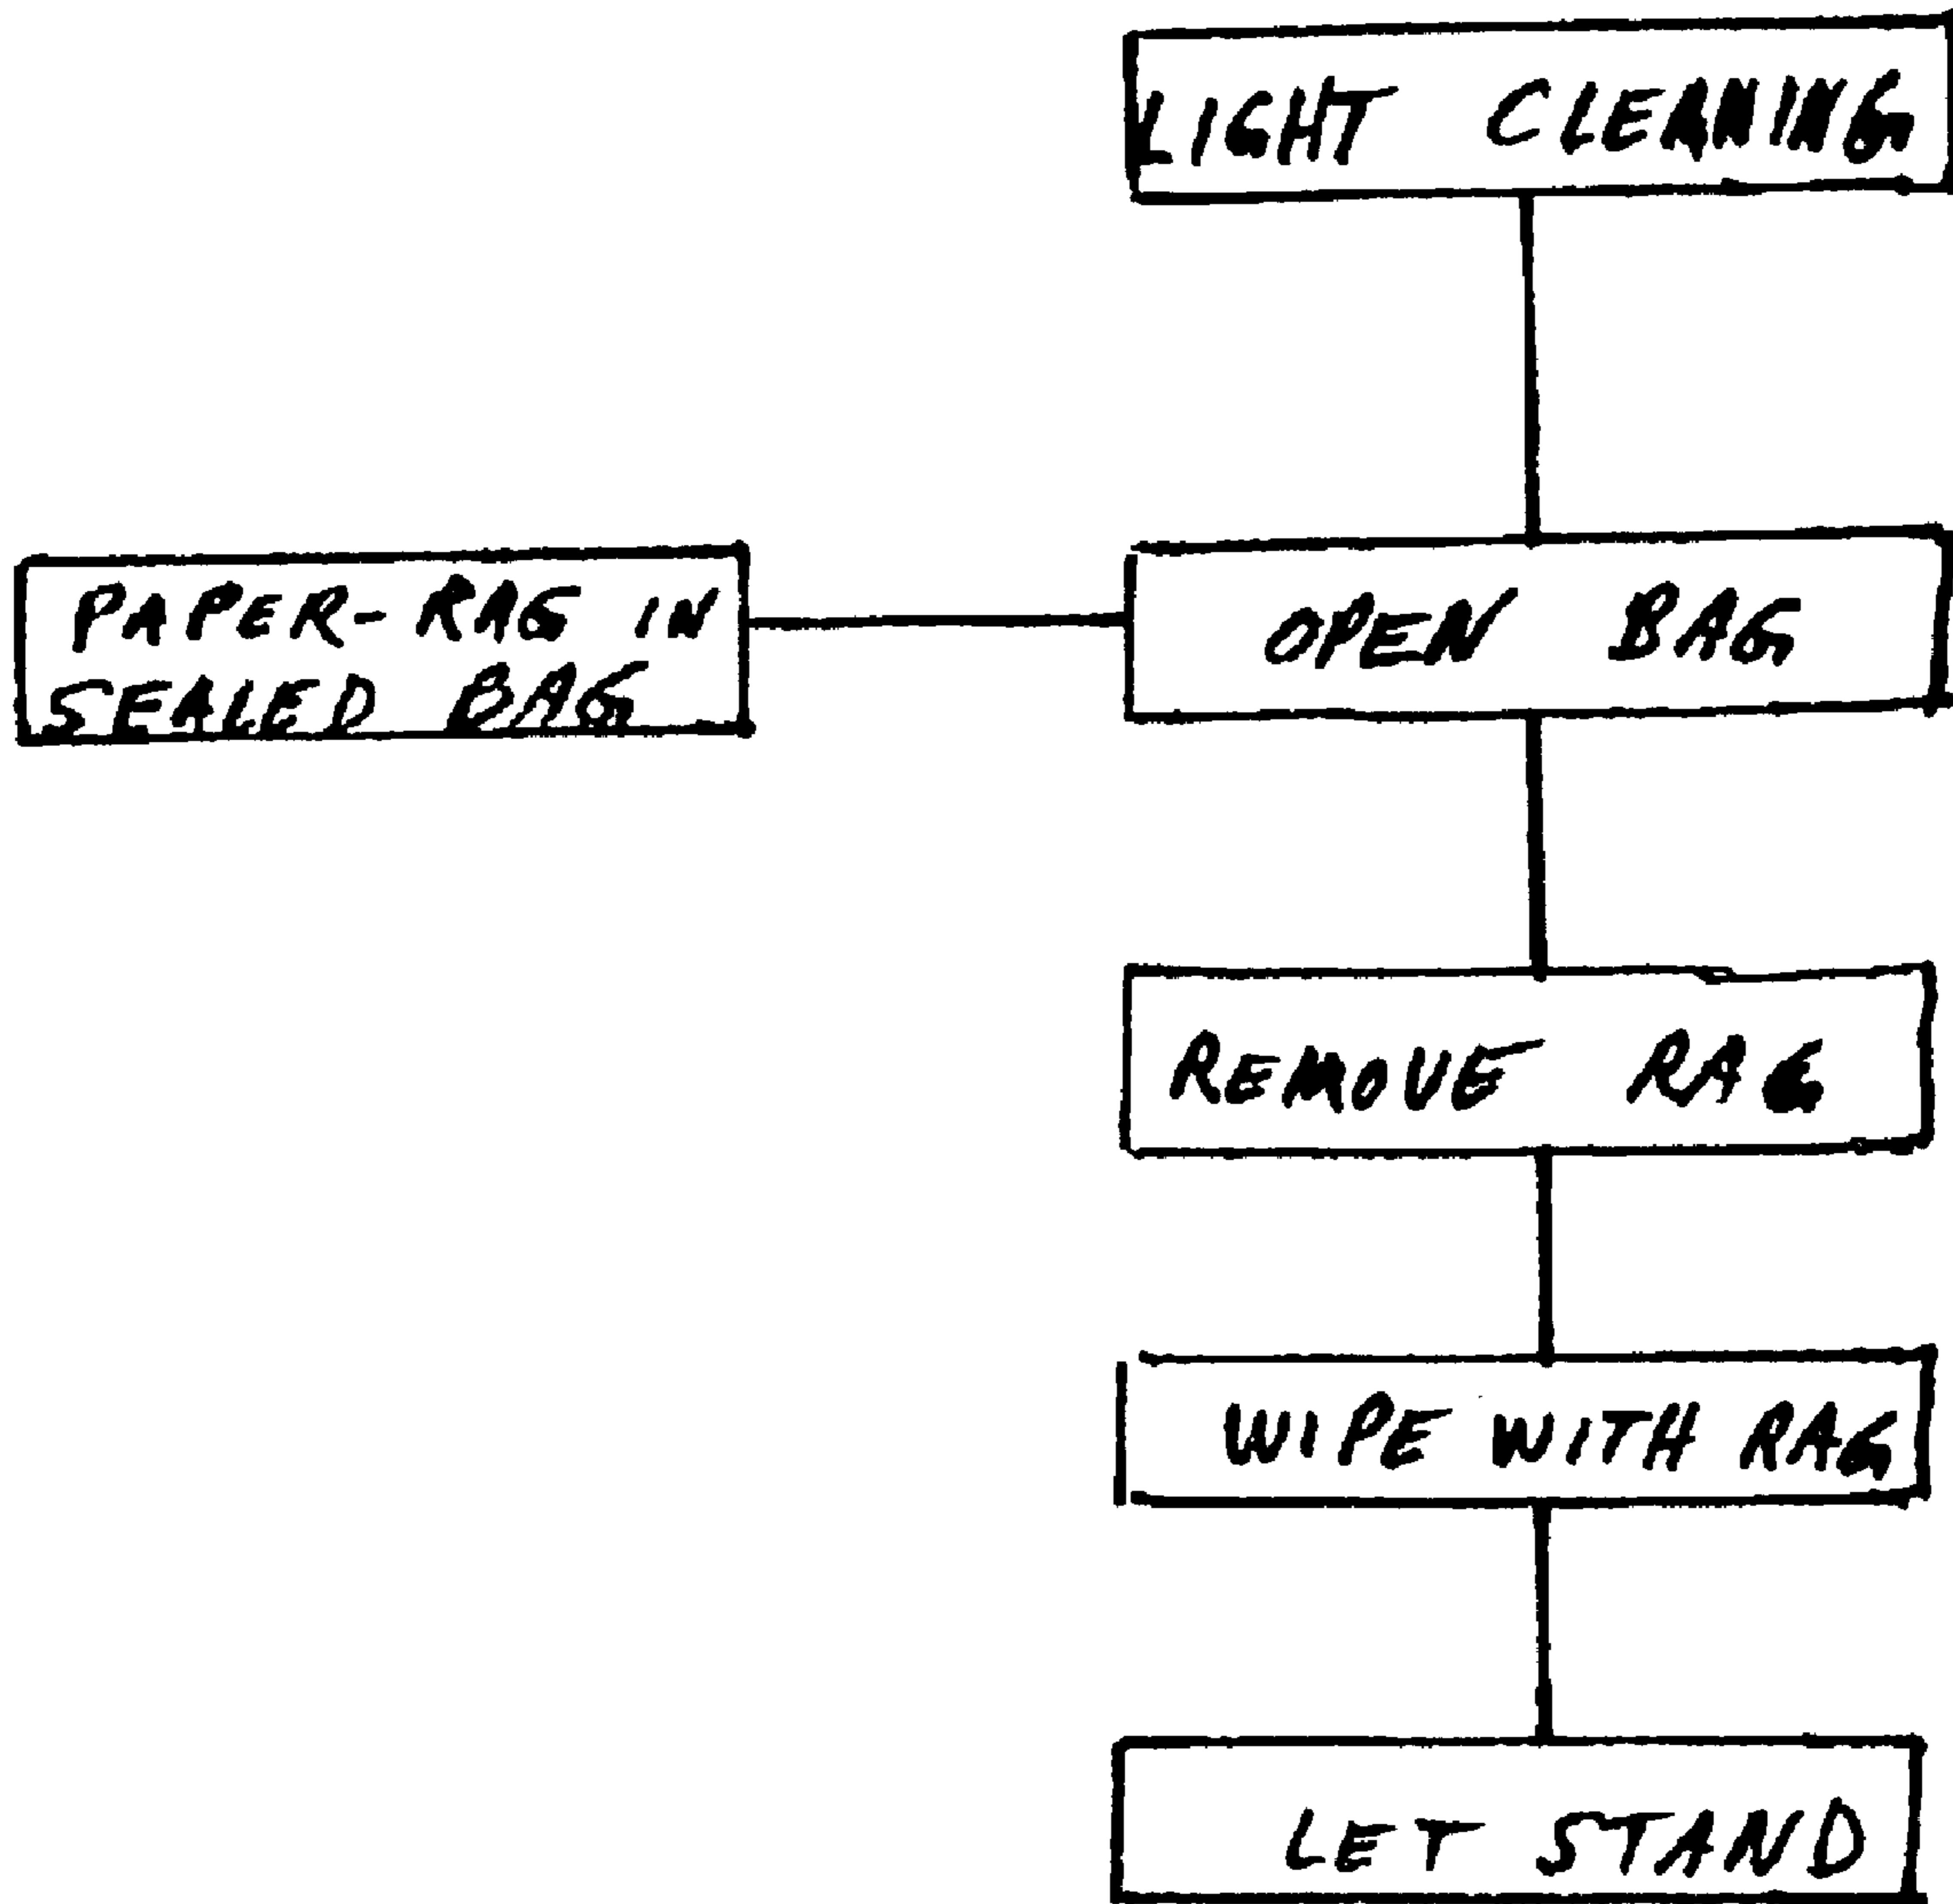 LIGHT CLEANING
PAPER-RAG IN
SEALED BAG
OPEN BAG
REMOVE RAG
WIPE WITH RAG
LET STAND